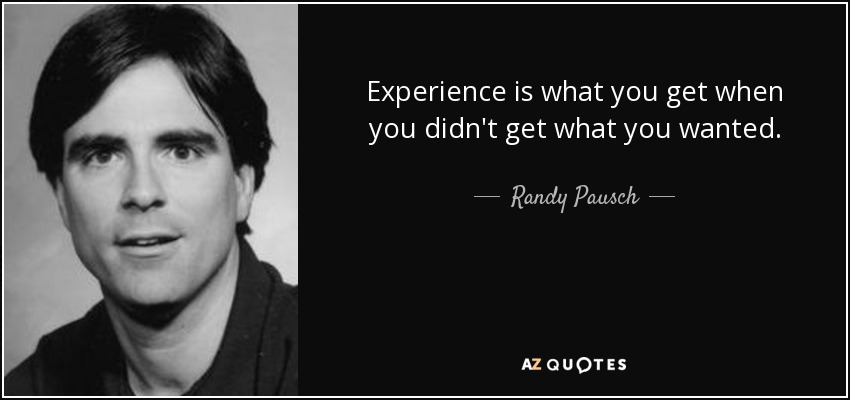 Experience is what you get when
you didn't get what you wanted.
Randy Pausch
AZ QUOTES